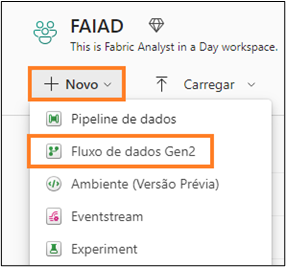 FAIAD
This is Fabric Analyst in a Day workspace.
+ Novo
Carregar
Pipeline de dados
Fluxo de dados Gen2
Ambiente (Versão Prévia)
Eventstream
Experiment